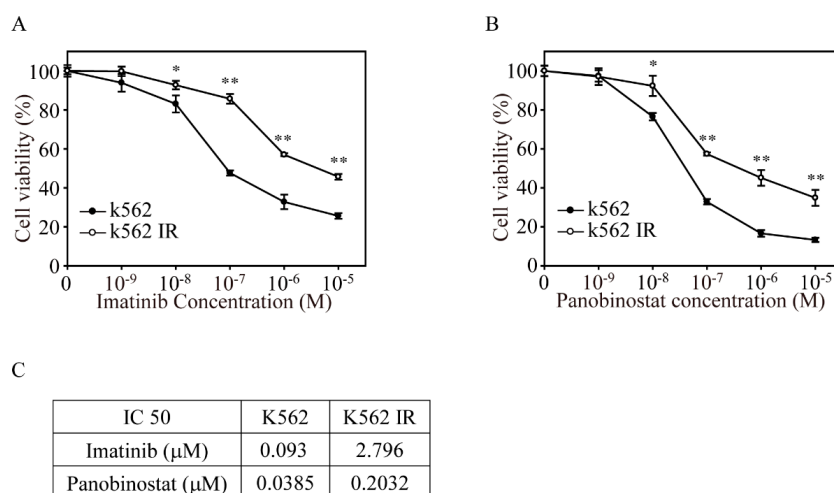 A
Cell viability (%)
100
80
60
40
20
0
* ** ** **
k562
k562 IR
0 10-9 10-8 10-7 10-6 10-5
Imatinib Concentration (M)
B
Cell viability (%)
100
80
60
40
20
0
* ** ** **
k562
k562 IR
0 10-9 10-8 10-7 10-6 10-5
Panobinostat concentration (M)
C
IC 50 K562 K562 IR
Imatinib (μM) 0.093 2.796
Panobinostat (μM) 0.0385 0.2032